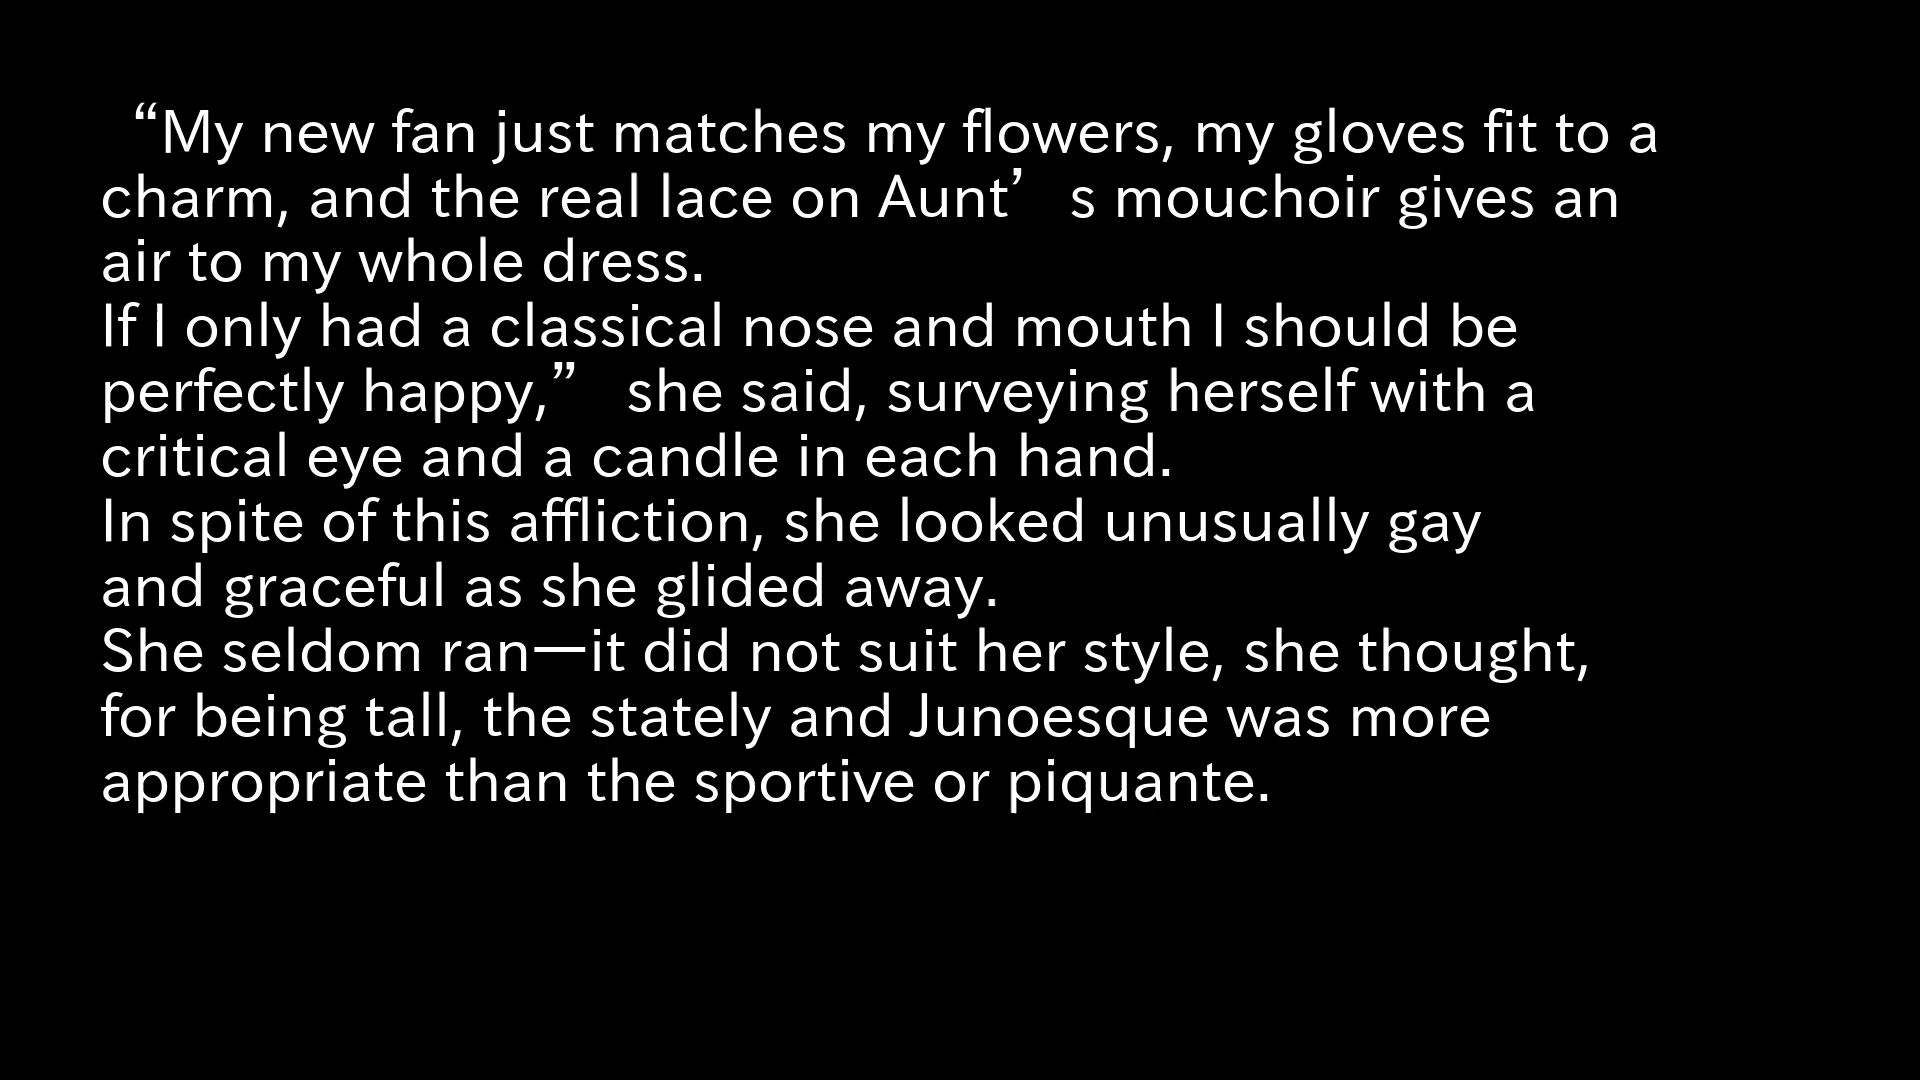 “My new fan just matches my flowers, my gloves fit to a
charm, and the real lace on Aunt’s mouchoir gives an
air to my whole dress.
If I only had a classical nose and mouth I should be
perfectly happy,” she said, surveying herself with a
critical eye and a candle in each hand.
In spite of this affliction, she looked unusually gay
and graceful as she glided away.
She seldom ran—it did not suit her style, she thought,
for being tall, the stately and Junoesque was more
appropriate than the sportive or piquante.